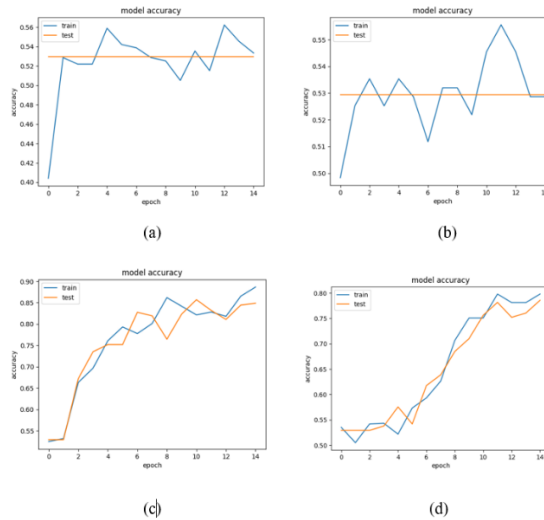 model accuracy
train
test
0.56
0.54
0.52
0.50
0.48
0.46
0.44
0.42
0.40
accuracy
0 2 4 6 8 10 12 14
epoch
(a)
model accuracy
train
test
0.55
0.54
0.53
0.52
0.51
0.50
accuracy
0 2 4 6 8 10 12 14
epoch
(b)
model accuracy
train
test
0.90
0.85
0.80
0.75
0.70
0.65
0.60
0.55
accuracy
0 2 4 6 8 10 12 14
epoch
(c)
model accuracy
train
test
0.80
0.75
0.70
0.65
0.60
0.55
0.50
accuracy
0 2 4 6 8 10 12 14
epoch
(d)